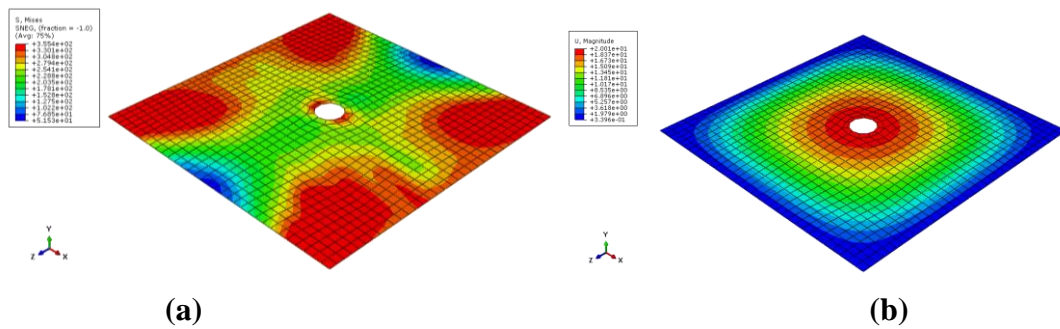 S, Mises
SNEG, (fraction = -1.0)
(Avg: 75%)
+3.554e+02
+3.301e+02
+3.048e+02
+2.794e+02
+2.541e+02
+2.288e+02
+2.035e+02
+1.781e+02
+1.528e+02
+1.275e+02
+1.022e+02
+7.685e+01
+5.153e+01
U, Magnitude
+2.001e+01
+1.837e+01
+1.673e+01
+1.509e+01
+1.345e+01
+1.181e+01
+1.017e+01
+8.535e+00
+6.896e+00
+5.257e+00
+3.618e+00
+1.979e+00
+3.396e-01
Y
Z
X
Y
Z
X
(a)
(b)